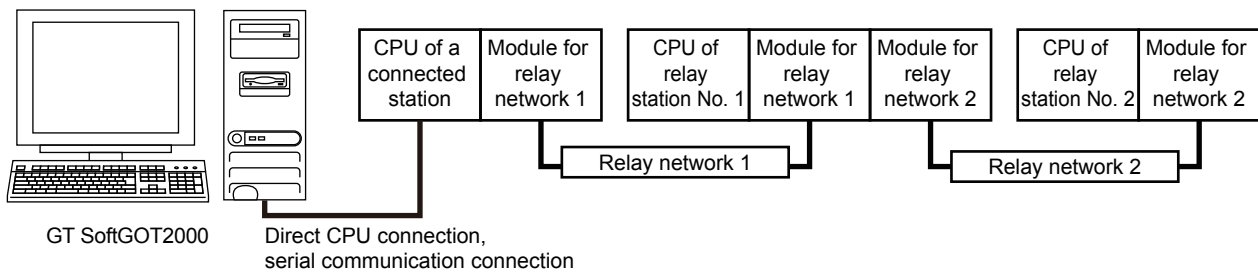 CPU of a
connected
station
Module for
relay
network 1
CPU of
relay
station No. 1
Module for
relay
network 1
Module for
relay
network 2
CPU of
relay
station No. 2
Module for
relay
network 2
Relay network 1
Relay network 2
GT SoftGOT2000
Direct CPU connection,
serial communication connection